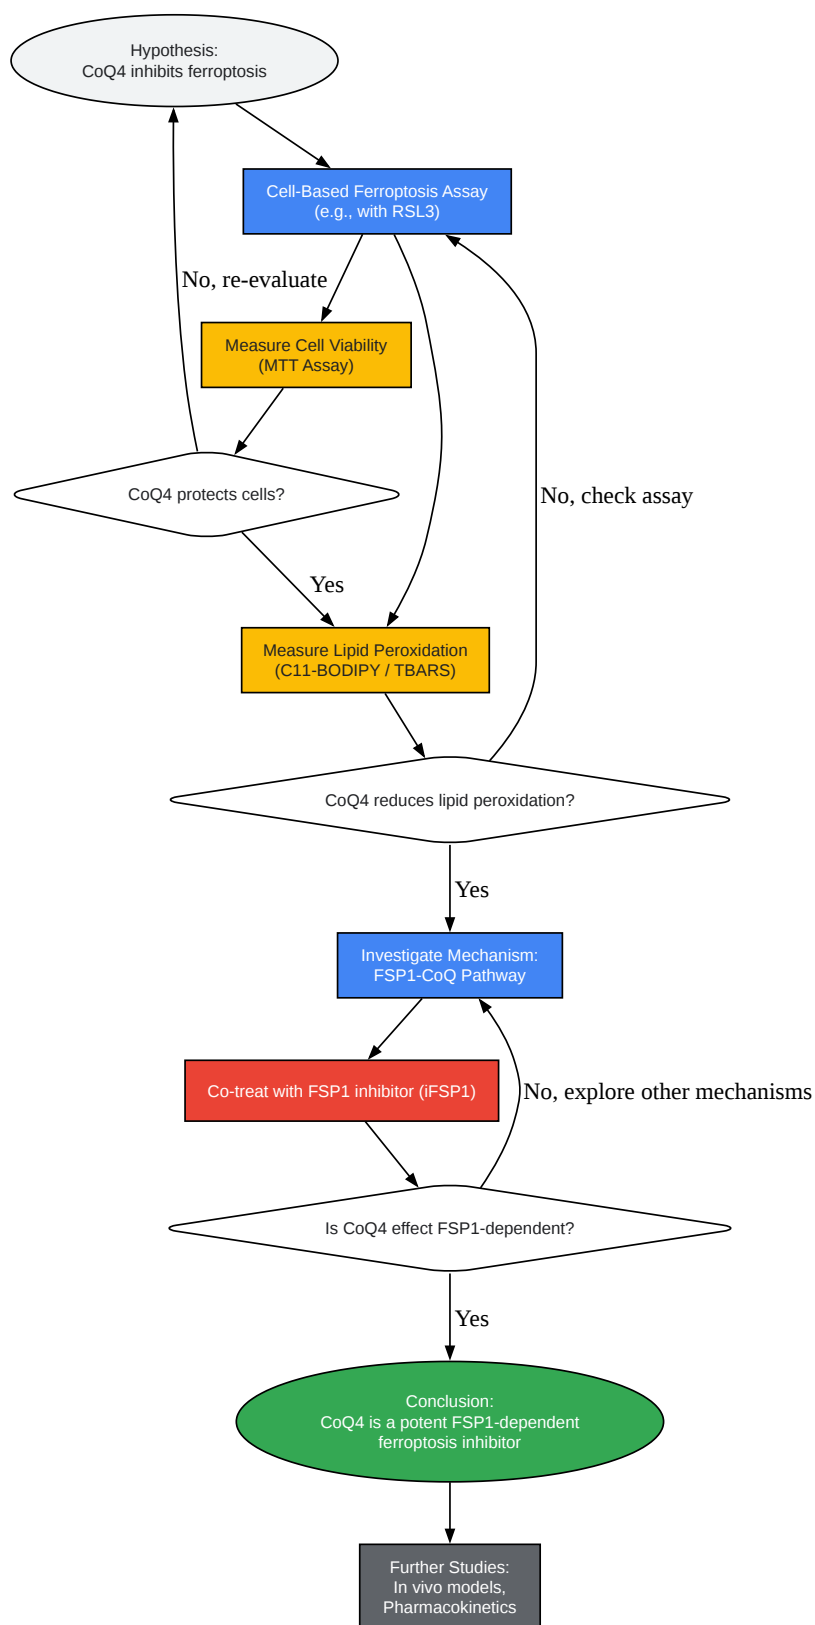 Hypothesis:
CoQ4 inhibits ferroptosis
Cell-Based Ferroptosis Assay
(e.g., with RSL3)
No, re-evaluate
Measure Cell Viability
(MTT Assay)
CoQ4 protects cells?
No, check assay
Yes
Measure Lipid Peroxidation
(C11-BODIPY / TBARS)
CoQ4 reduces lipid peroxidation?
Yes
Investigate Mechanism:
FSP1-CoQ Pathway
Co-treat with FSP1 inhibitor (iFSP1)
No, explore other mechanisms
Is CoQ4 effect FSP1-dependent?
Yes
Conclusion:
CoQ4 is a potent FSP1-dependent
ferroptosis inhibitor
Further Studies:
In vivo models,
Pharmacokinetics